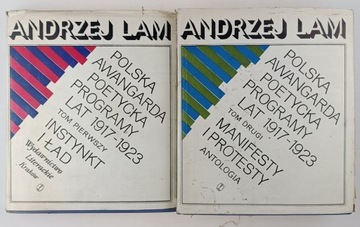 ANDRZEJ LAM
POLSKA
AWANGARDA
POETYCKA
PROGRAMY
LAT 1917-1923
TOM PIERWSZY
INSTYNKT
I ŁAD
Wydawnictwo
Literackie
Kraków
ANDRZEJ LAM
POLSKA
AWANGARDA
POETYCKA
PROGRAMY
LAT 1917-1923
TOM DRUGI
MANIFESTY
I PROTESTY
ANTOLOGIA